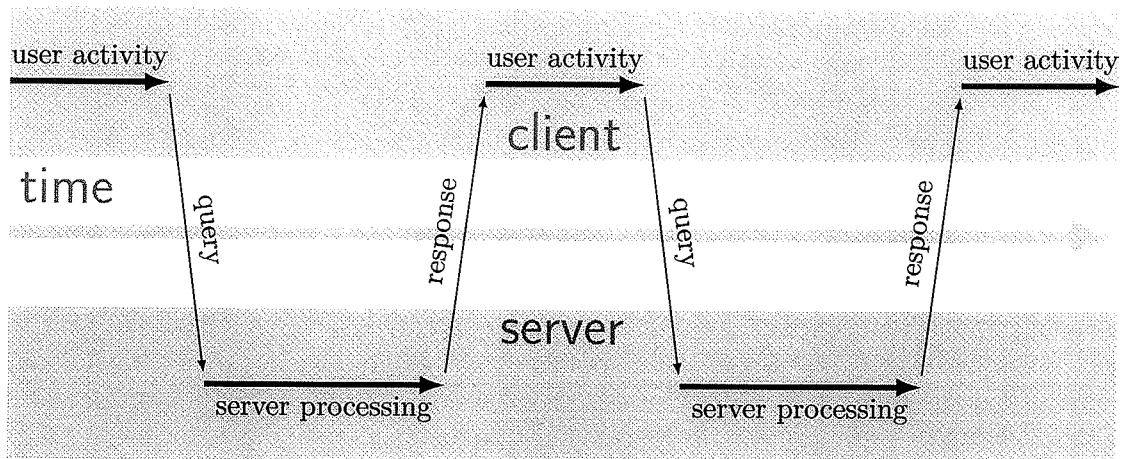 user activity
user activity
user activity
client
time
query
response
query
response
server
server processing
server processing